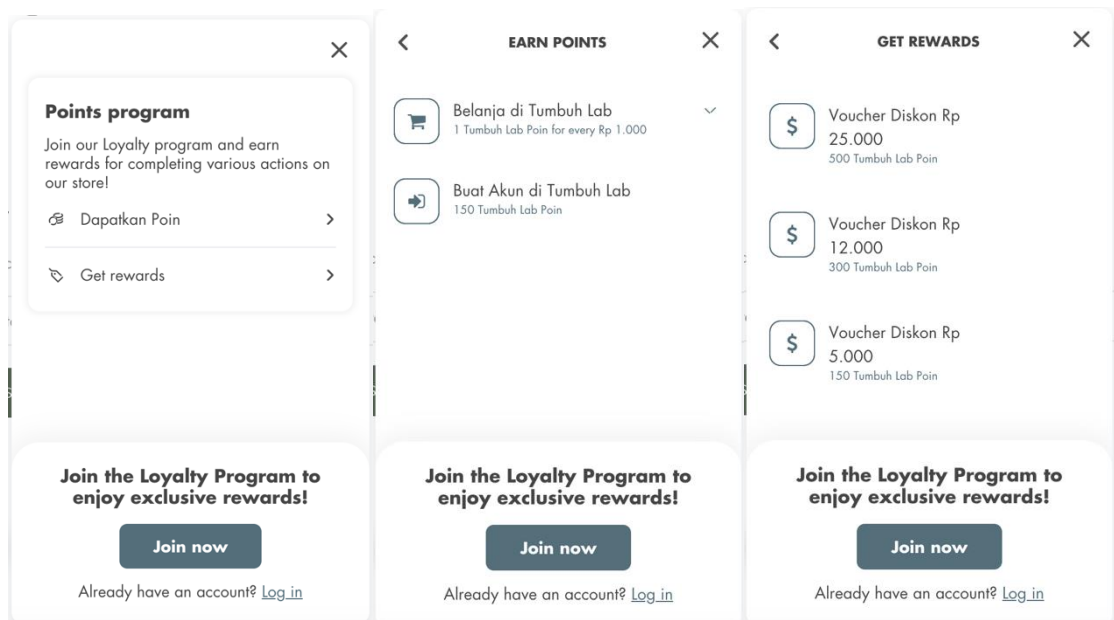 Points program
Join our Loyalty program and earn
rewards for completing various actions on
our store!
Dapatkan Poin
Get rewards
Join the Loyalty Program to
enjoy exclusive rewards!
Join now
Already have an account? Log in
EARN POINTS
Belanja di Tumbuh Lab
1 Tumbuh Lab Poin for every Rp 1.000
Buat Akun di Tumbuh Lab
150 Tumbuh Lab Poin
Join the Loyalty Program to
enjoy exclusive rewards!
Join now
Already have an account? Log in
GET REWARDS
$
Voucher Diskon Rp
25.000
500 Tumbuh Lab Poin
$
Voucher Diskon Rp
12.000
300 Tumbuh Lab Poin
$
Voucher Diskon Rp
5.000
150 Tumbuh Lab Poin
Join the Loyalty Program to
enjoy exclusive rewards!
Join now
Already have an account? Log in